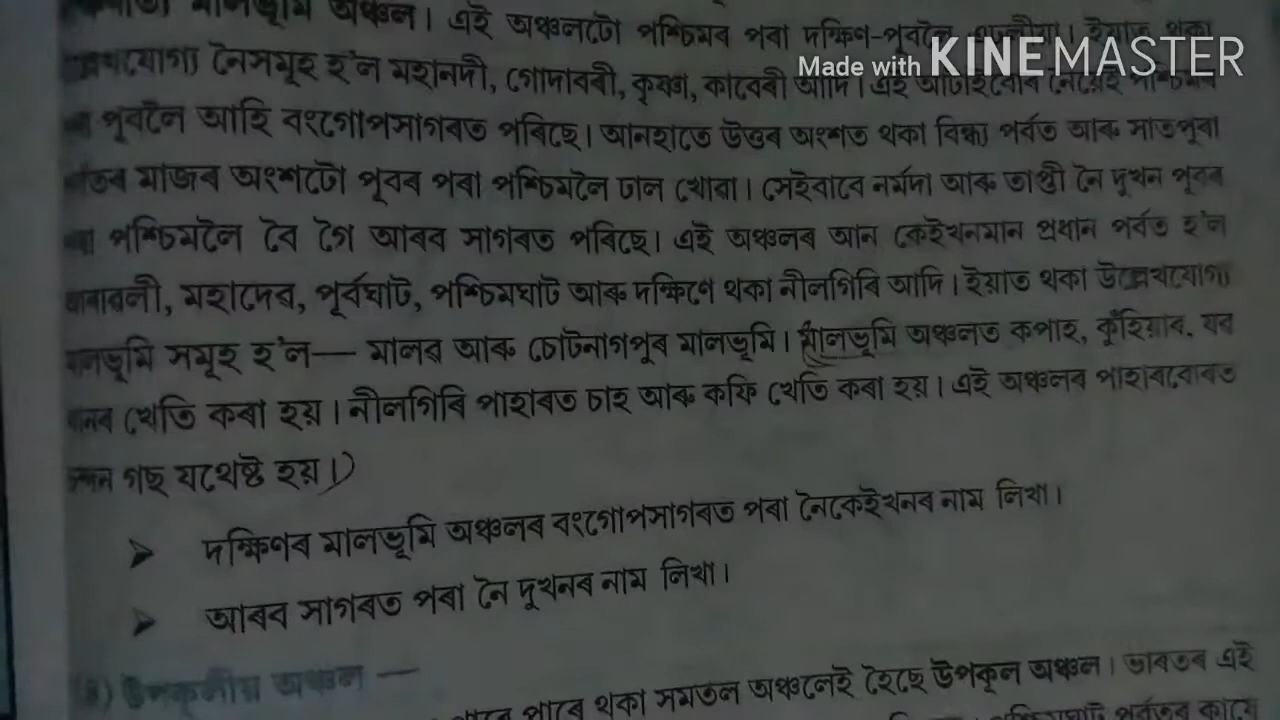 মালভূমি অঞ্চল। এই অঞ্চলটো পশ্চিমৰ পৰা দক্ষিণ-পূবলৈ
Made with KINEMASTER
নৈসমূহ হ'ল মহানদী, গোদাবৰী, কৃষ্ণা, কাবেৰী আদি। এই আটাইবোৰ নৈয়েই
পূবলৈ আহি বংগোপসাগৰত পৰিছে। আনহাতে উত্তৰ অংশত থকা বিন্ধ্য পৰ্বত আৰু সাতপূৰা
মাজৰ অংশটো পূবৰ পৰা পশ্চিমলৈ ঢাল খোৱা। সেইবাবে নৰ্মদা আৰু তাপ্তী নৈ দুখন পূবৰ
পশ্চিমলৈ বৈ গৈ আৰব সাগৰত পৰিছে। এই অঞ্চলৰ আন কেইখনমান প্ৰধান পৰ্বত হ'ল
মহাদেৱ, পূৰ্বঘাট, পশ্চিমঘাট আৰু দক্ষিণে থকা নীলগিৰি আদি। ইয়াত থকা উল্লেখযোগ্য
সমূহ হ'ল— মালৱ আৰু চোটনাগপুৰ মালভূমি। মালভূমি অঞ্চলত কপাহ, কুঁহিয়াৰ, যৱ
খেতি কৰা হয়। নীলগিৰি পাহাৰত চাহ আৰু কফি খেতি কৰা হয়। এই অঞ্চলৰ পাহাৰবোৰত
গছ যথেষ্ট হয়।)
➤ দক্ষিণৰ মালভূমি অঞ্চলৰ বংগোপসাগৰত পৰা নৈকেইখনৰ নাম লিখা।
➤ আৰব সাগৰত পৰা নৈ দুখনৰ নাম লিখা।
উপকূলীয় অঞ্চল —
পাৰে থকা সমতল অঞ্চলেই হৈছে উপকূল অঞ্চল। ভাৰতৰ এই